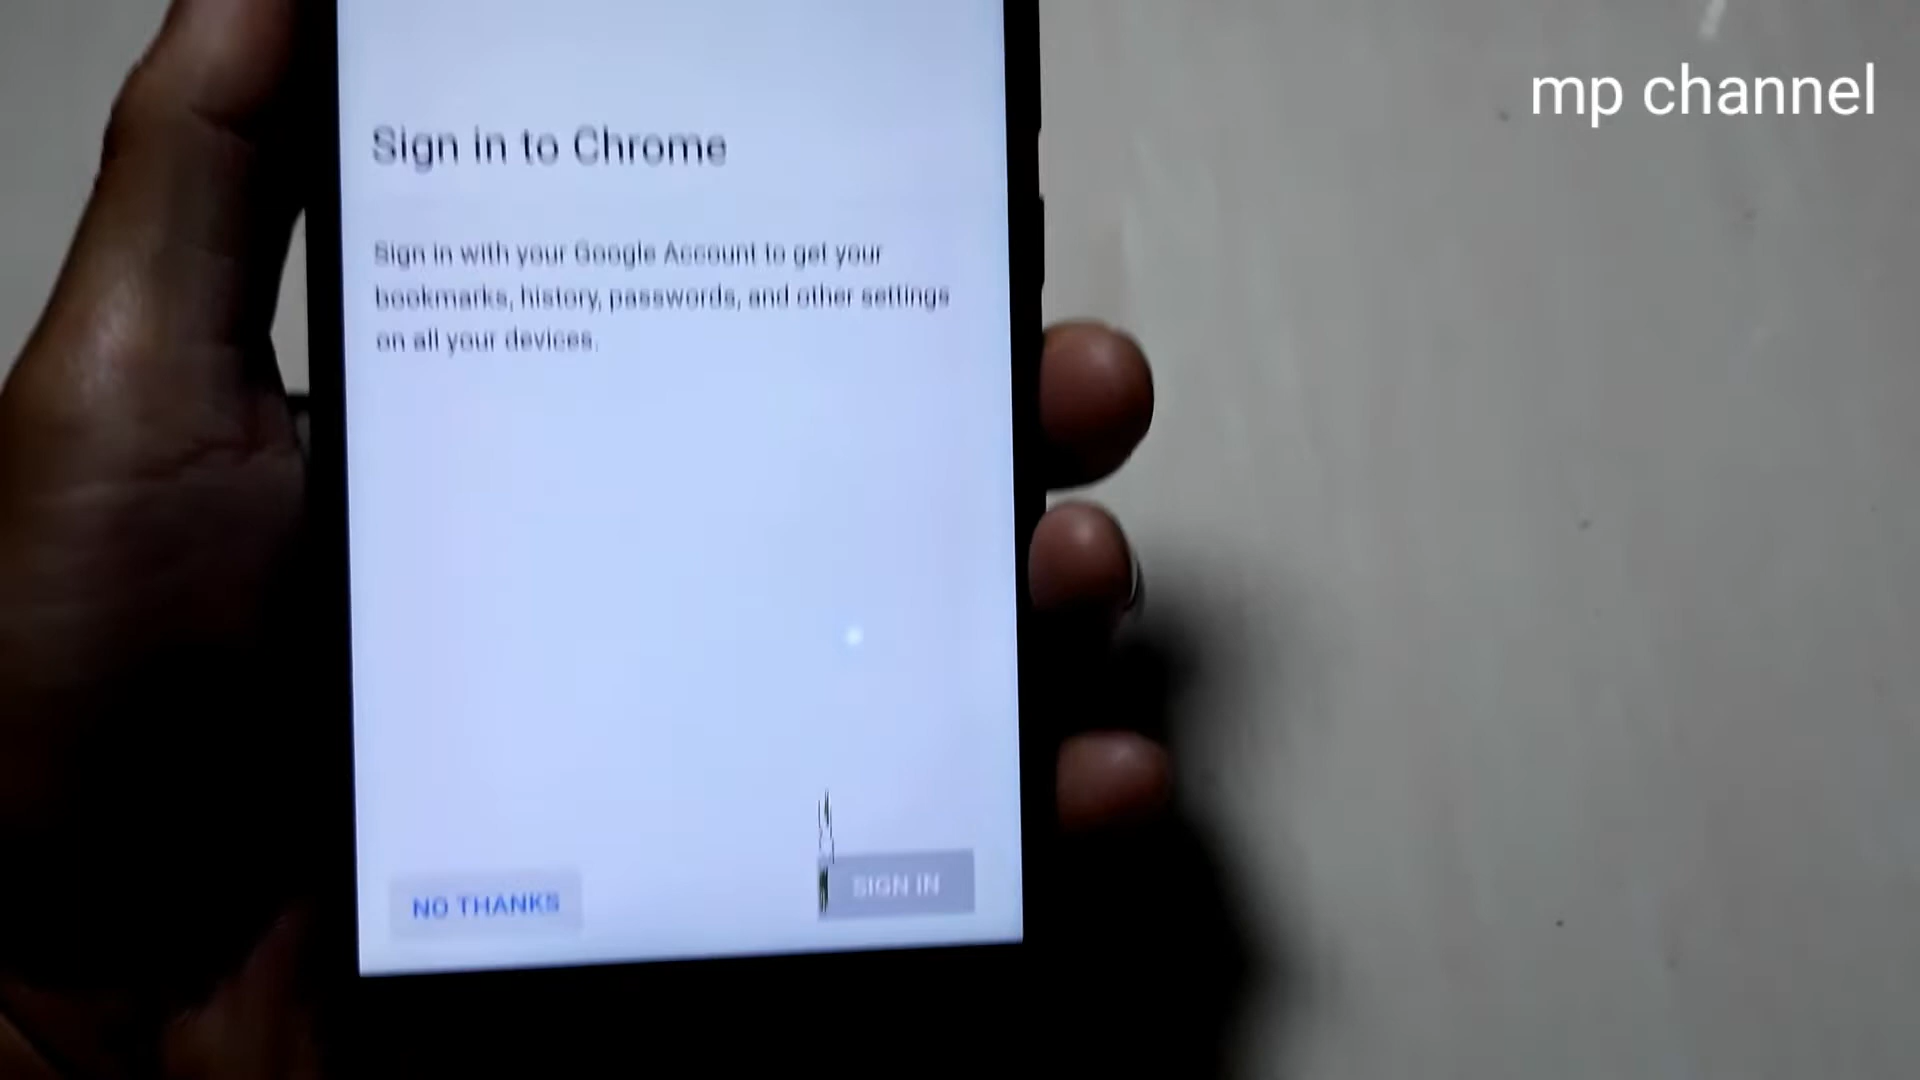 mp channel
Sign in to Chrome
Sign in with your Google Account to get your
bookmarks, history, passwords, and other settings
on all your devices.
NO THANKS
SIGN IN